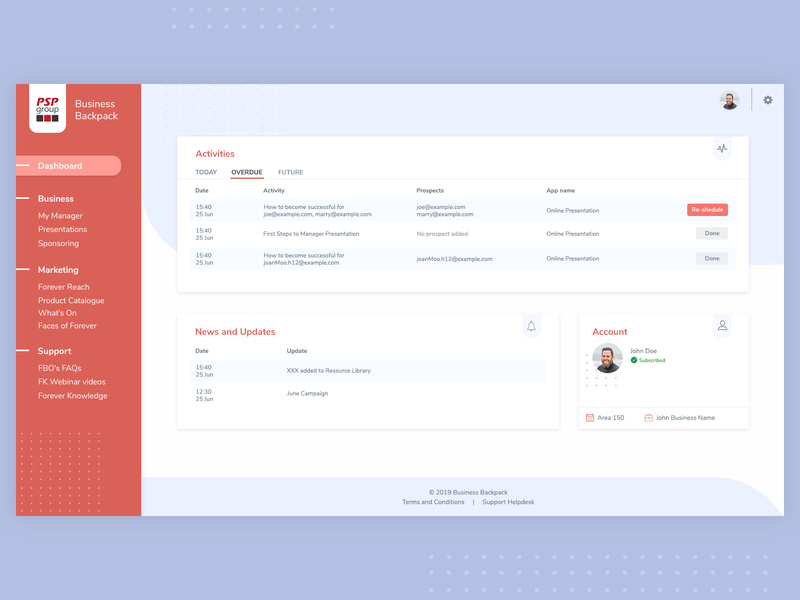 PSP
group
Business
Backpack
Dashboard
Business
My Manager
Presentations
Sponsoring
Marketing
Forever Reach
Product Catalogue
What's On
Faces of Forever
Support
FBO's FAQs
FK Webinar videos
Forever Knowledge
Activities
TODAY OVERDUE FUTURE
Date Activity Prospects App name
15:40
25 Jun
How to become successful for
joe@example.com, marry@example.com
joe@example.com
marry@example.com
Online Presentation
Re-shedule
15:40
25 Jun
First Steps to Manager Presentation
No prospect added
Online Presentation
Done
15:40
25 Jun
How to become successful for
joanMoo.h12@example.com
joanMoo.h12@example.com
Online Presentation
Done
News and Updates
Date Update
15:40
25 Jun
XXX added to Resource Library
12:30
25 Jun
June Campaign
Account
John Doe
Subscribed
Area 150
John Business Name
© 2019 Business Backpack
Terms and Conditions | Support Helpdesk